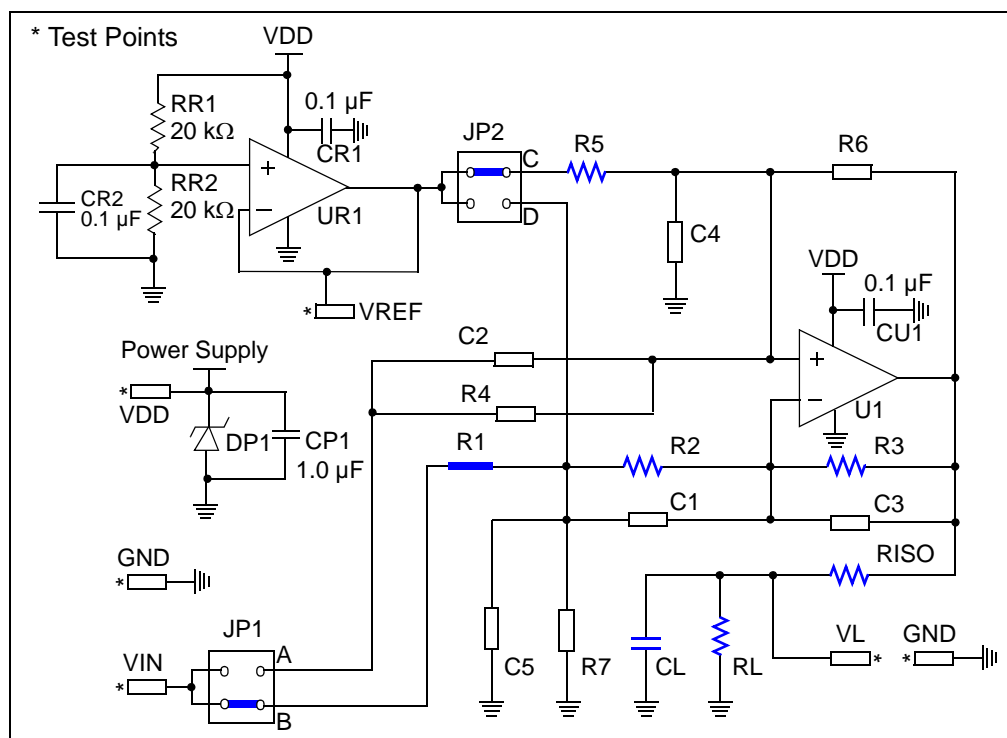 * Test Points
VDD
RR1
20 kΩ
0.1 µF
CR1
JP2
C
R5
R6
CR2
0.1 µF
RR2
20 kΩ
+
−
UR1
D
C4
VDD
0.1 µF
CU1
* VREF
C2
Power Supply
*
VDD
R4
+
−
U1
DP1
CP1
1.0 µF
R1
R2
R3
C1
C3
GND
*
RISO
JP1
A
VIN
*
B
C5
R7
CL
RL
VL
*
GND
*